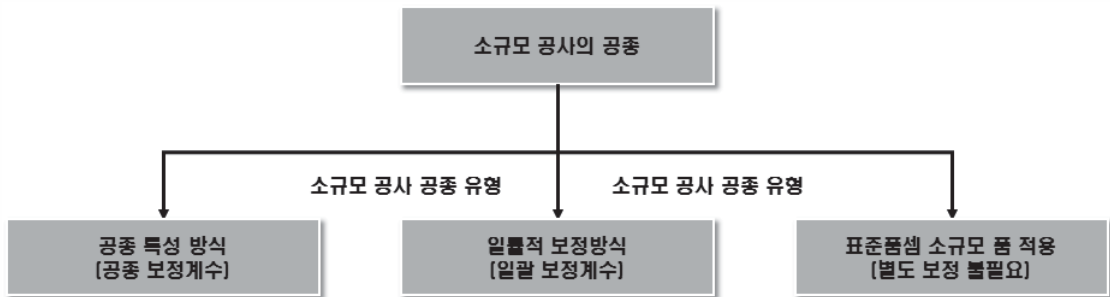 소규모 공사의 공종
소규모 공사 공종 유형
소규모 공사 공종 유형
공종 특성 방식
(공종 보정계수)
일률적 보정방식
(일괄 보정계수)
표준품셈 소규모 품 적용
(별도 보정 불필요)